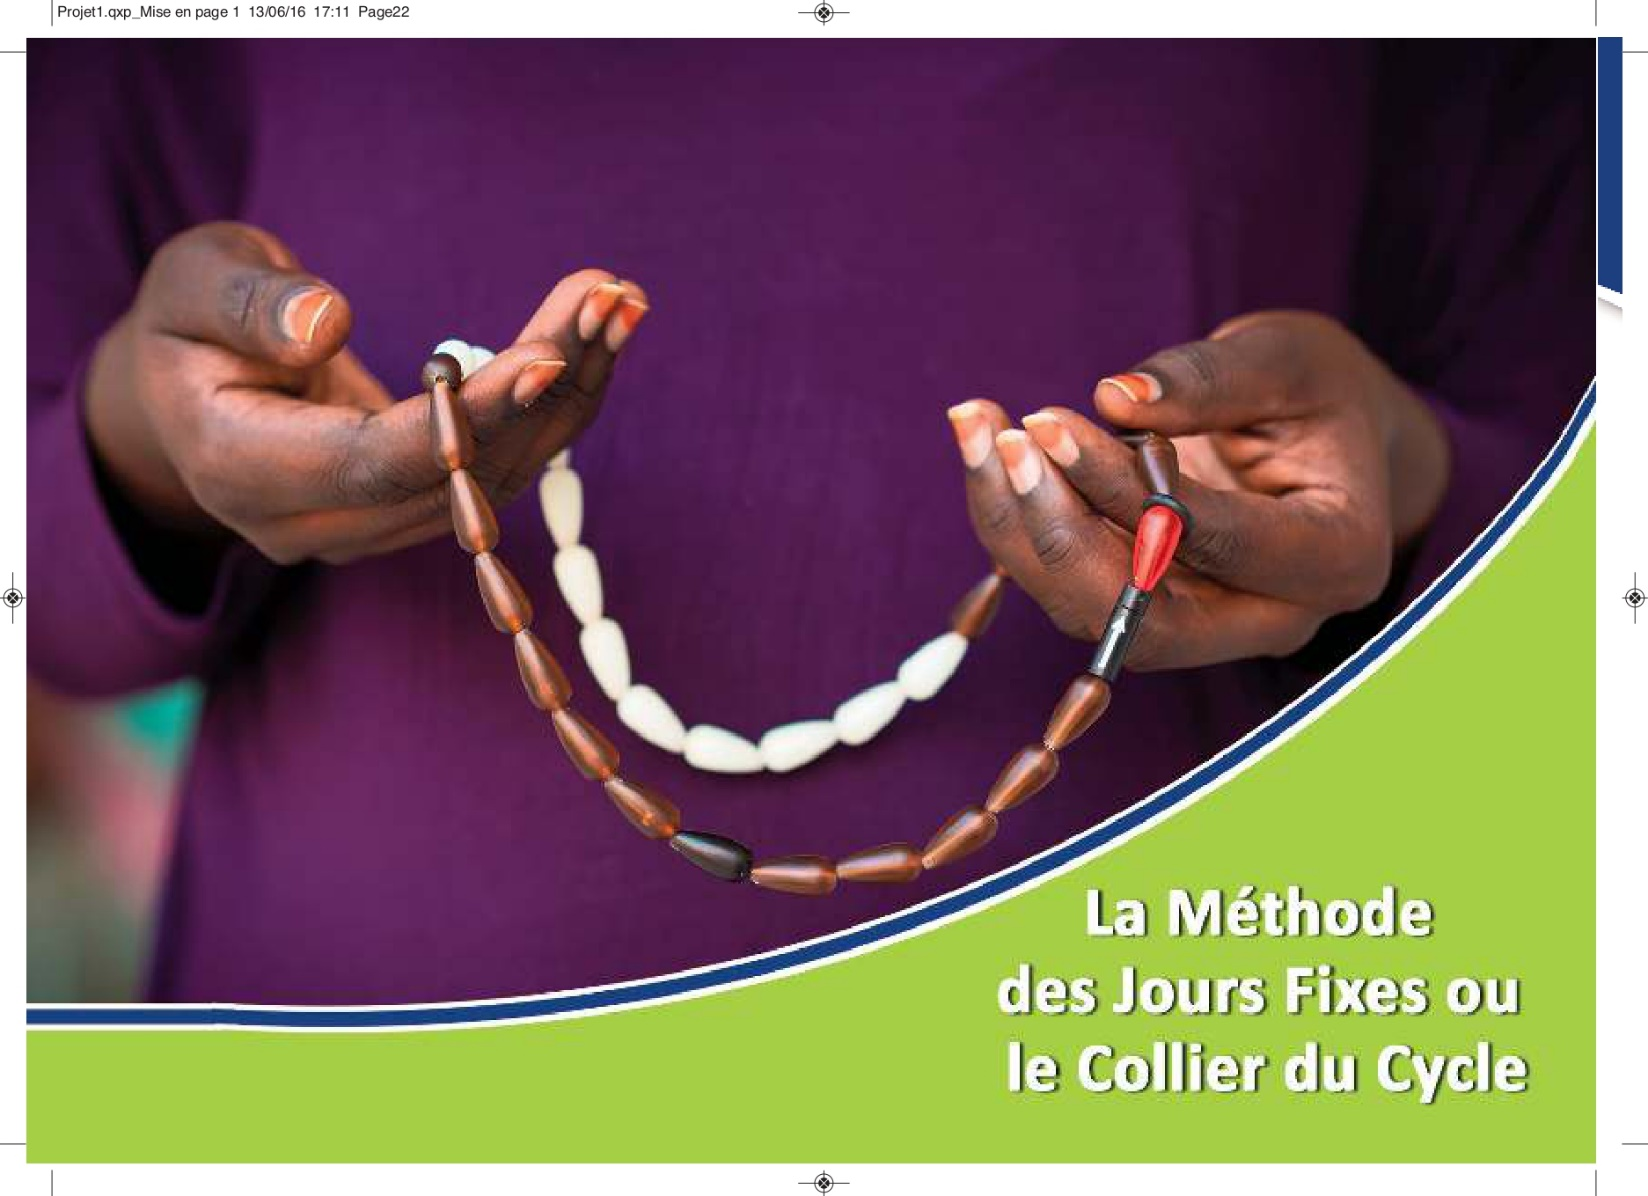 Projet1.qxp_Mise en page 1 13/06/16 17:11 Page22
La Méthode
des Jours Fixes ou
le Collier du Cycle